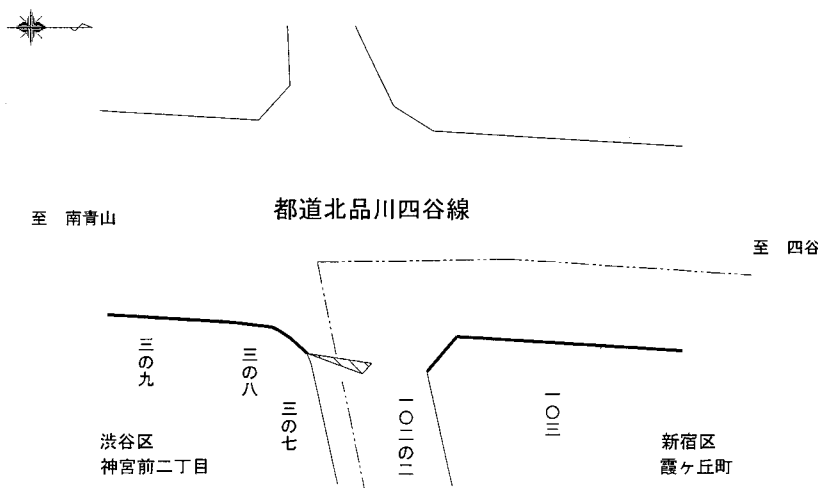 都道北品川四谷線
至　南青山
至　四谷
三の九
三の八
三の七
一〇二の二
一〇三
渋谷区
神宮前二丁目
新宿区
霞ヶ丘町